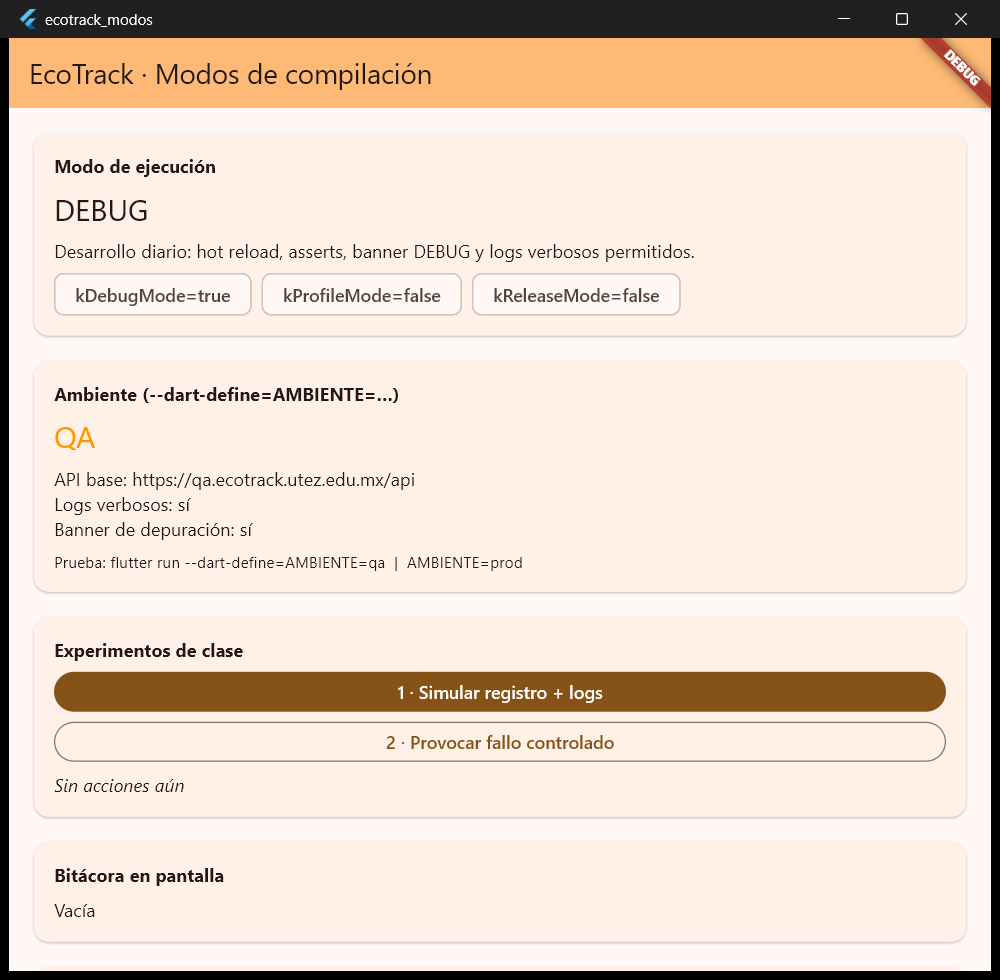 ecotrack_modos
EcoTrack · Modos de compilación
DEBUG
Modo de ejecución
DEBUG
Desarrollo diario: hot reload, asserts, banner DEBUG y logs verbosos permitidos.
kDebugMode=true
kProfileMode=false
kReleaseMode=false
Ambiente (--dart-define=AMBIENTE=...)
QA
API base: https://qa.ecotrack.utez.edu.mx/api
Logs verbosos: sí
Banner de depuración: sí
Prueba: flutter run --dart-define=AMBIENTE=qa | AMBIENTE=prod
Experimentos de clase
1 · Simular registro + logs
2 · Provocar fallo controlado
Sin acciones aún
Bitácora en pantalla
Vacía